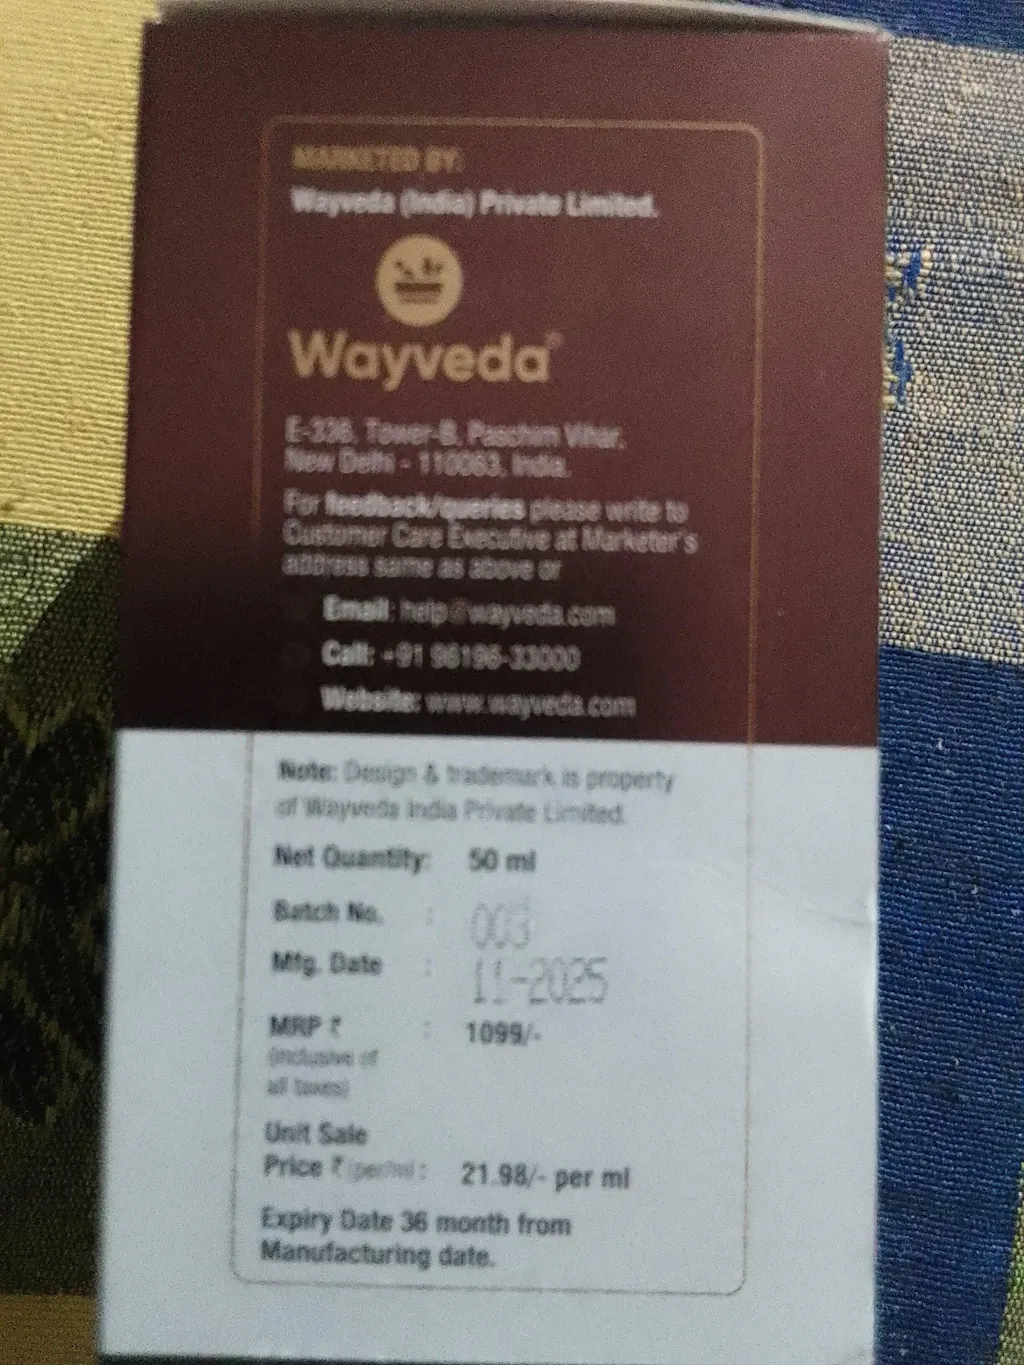 MARKETED BY:
Wayveda (India) Private Limited.
Wayveda®
E-336, Tower-B, Paschim Vihar,
New Delhi - 110063, India.
For feedback/queries please write to
Customer Care Executive at Marketer's
address same as above or
Email: help@wayveda.com
Call: +91 96196-33000
Website: www.wayveda.com
Note: Design & trademark is property
of Wayveda India Private Limited.
Net Quantity: 50 ml
Batch No. : 003
Mfg. Date : 11-2025
MRP ₹ : 1099/-
(inclusive of
all taxes)
Unit Sale
Price ₹ (per ml) : 21.98/- per ml
Expiry Date 36 month from
Manufacturing date.